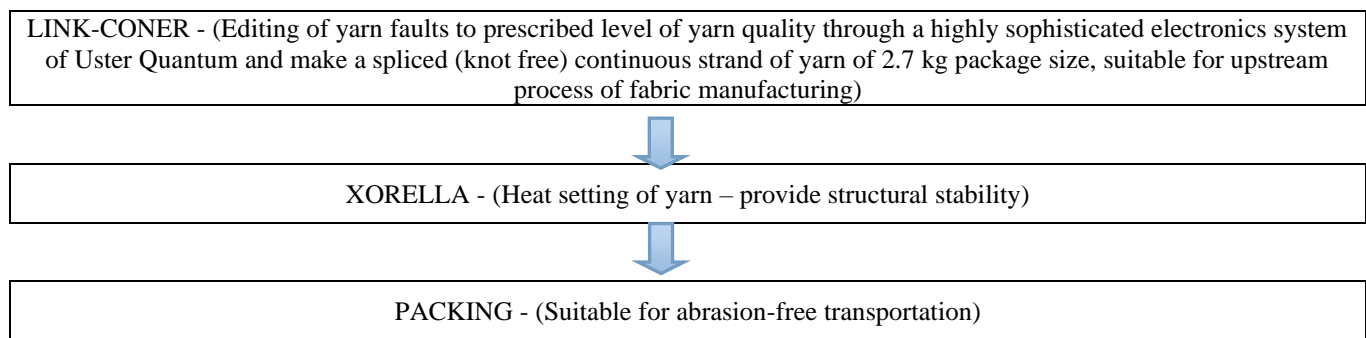 LINK-CONER - (Editing of yarn faults to prescribed level of yarn quality through a highly sophisticated electronics system
of Uster Quantum and make a spliced (knot free) continuous strand of yarn of 2.7 kg package size, suitable for upstream
process of fabric manufacturing)
XORELLA - (Heat setting of yarn – provide structural stability)
PACKING - (Suitable for abrasion-free transportation)